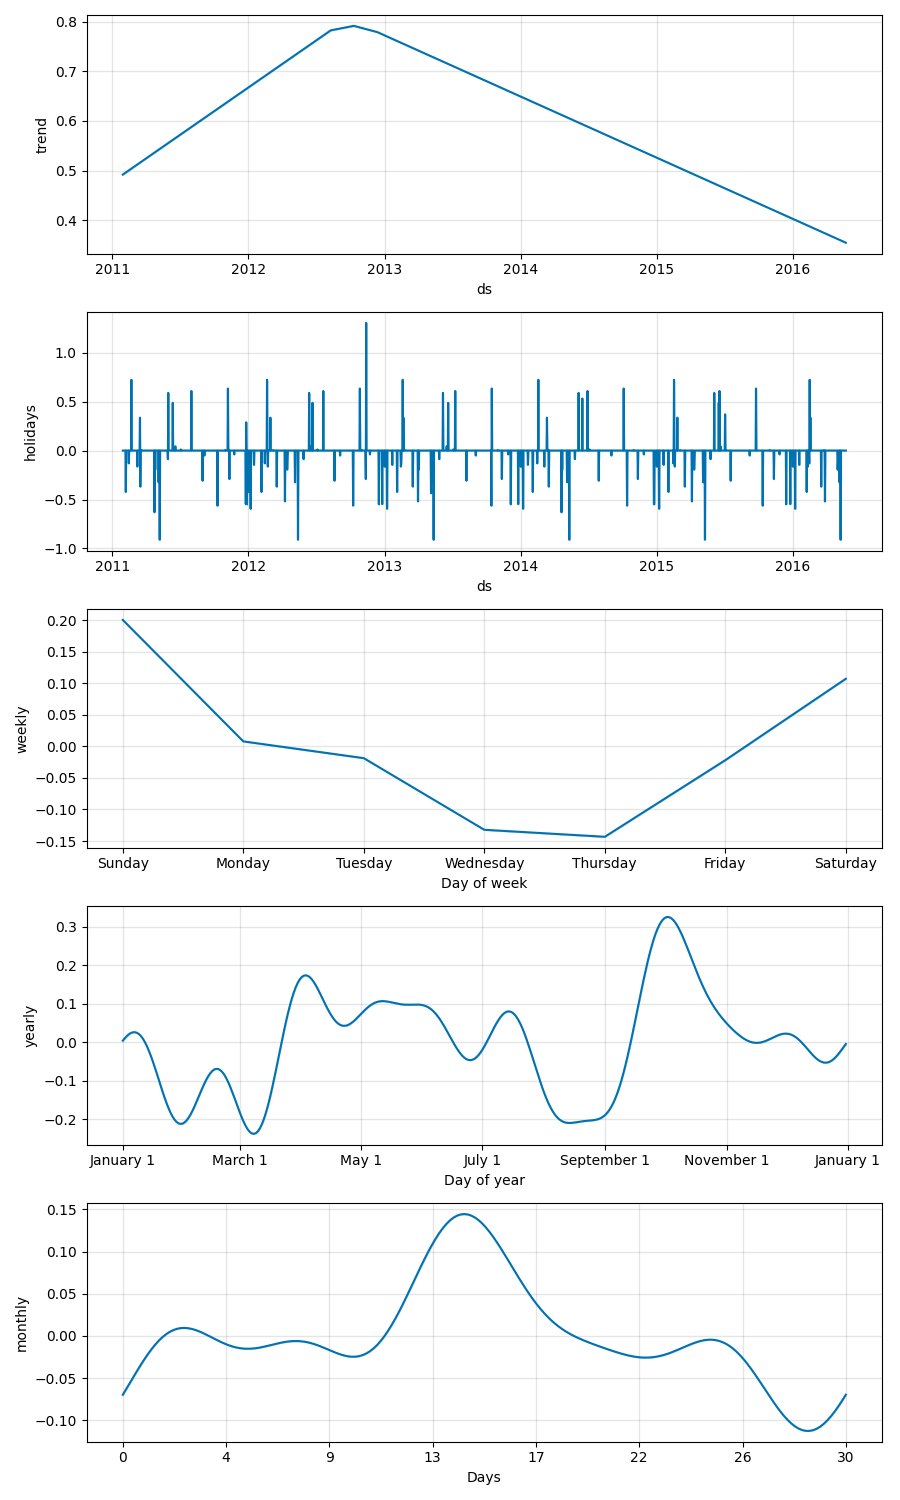 0.8
0.7
0.6
0.5
0.4
trend
2011 2012 2013 2014 2015 2016
ds
1.0
0.5
0.0
−0.5
−1.0
holidays
2011 2012 2013 2014 2015 2016
ds
0.20
0.15
0.10
0.05
0.00
−0.05
−0.10
−0.15
weekly
Sunday Monday Tuesday Wednesday Thursday Friday Saturday
Day of week
0.3
0.2
0.1
0.0
−0.1
−0.2
yearly
January 1 March 1 May 1 July 1 September 1 November 1 January 1
Day of year
0.15
0.10
0.05
0.00
−0.05
−0.10
monthly
0 4 9 13 17 22 26 30
Days